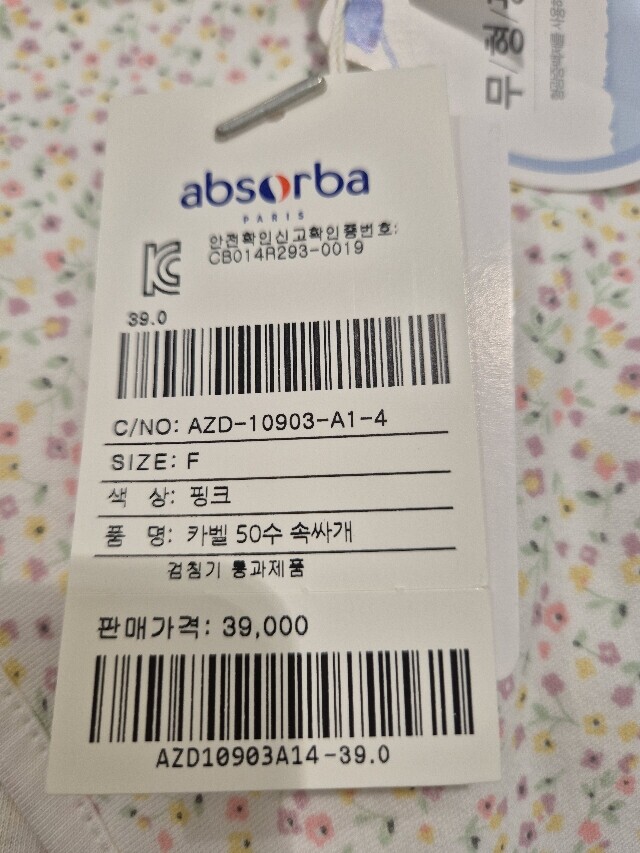 absorba
PARIS
안전확인신고확인증번호:
CB014R293-0019
39.0
C/NO: AZD-10903-A1-4
SIZE: F
색 상: 핑크
품 명: 카벨 50수 속싸개
검침기 통과제품
판매가격: 39,000
AZD10903A14-39.0
무/형/